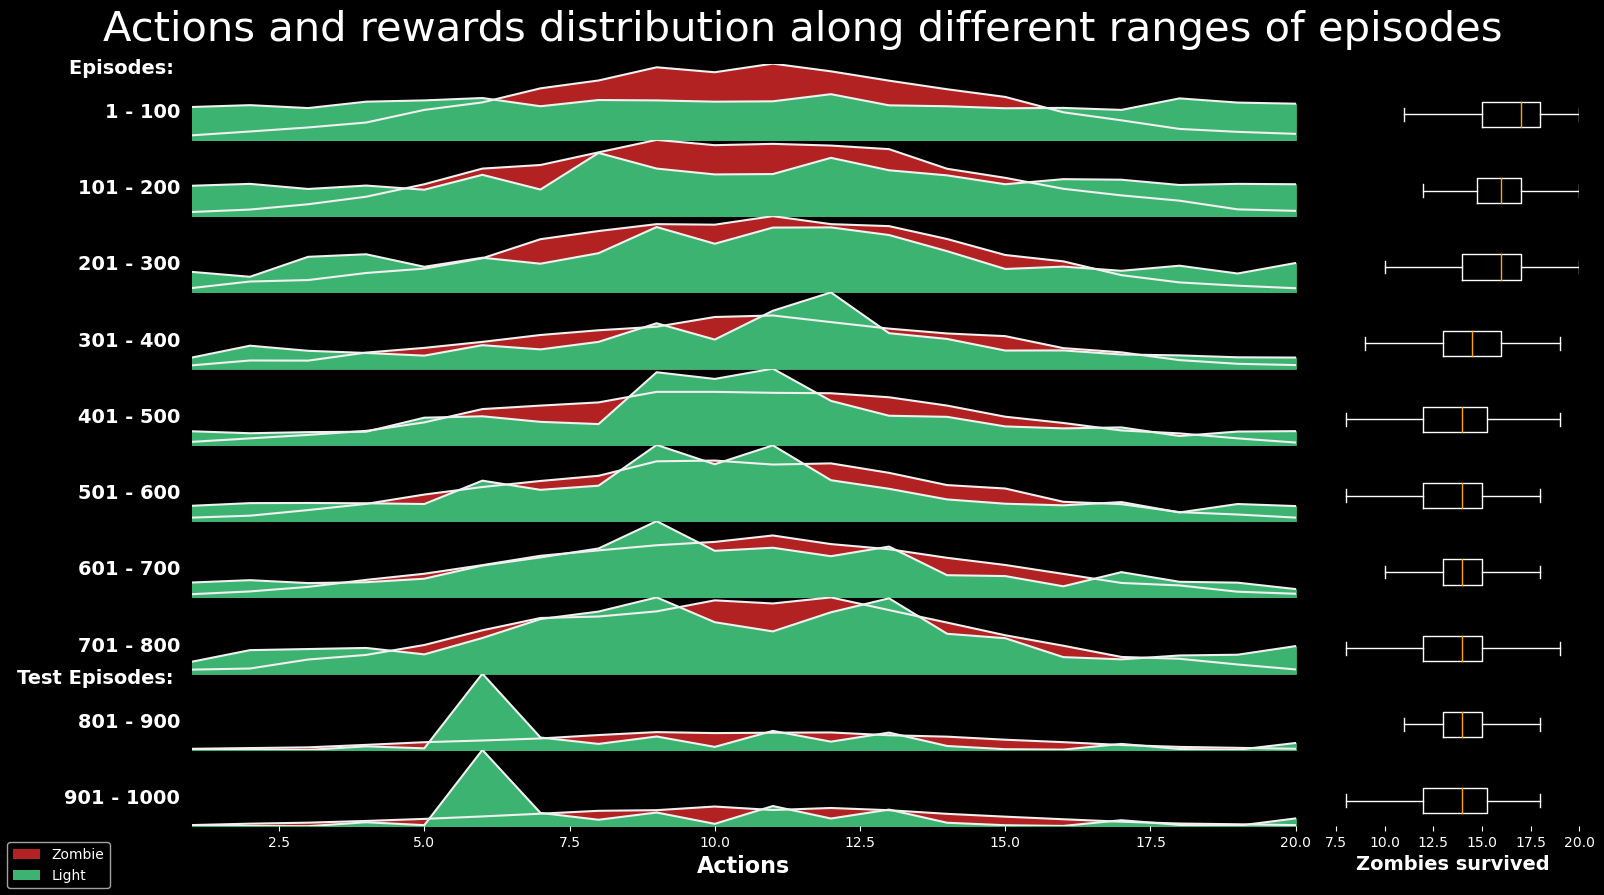 Actions and rewards distribution along different ranges of episodes
Episodes:
1 - 100
101 - 200
201 - 300
301 - 400
401 - 500
501 - 600
601 - 700
701 - 800
Test Episodes:
801 - 900
901 - 1000
2.5 5.0 7.5 10.0 12.5 15.0 17.5 20.0 7.5 10.0 12.5 15.0 17.5 20.0
Actions
Zombies survived
Zombie
Light